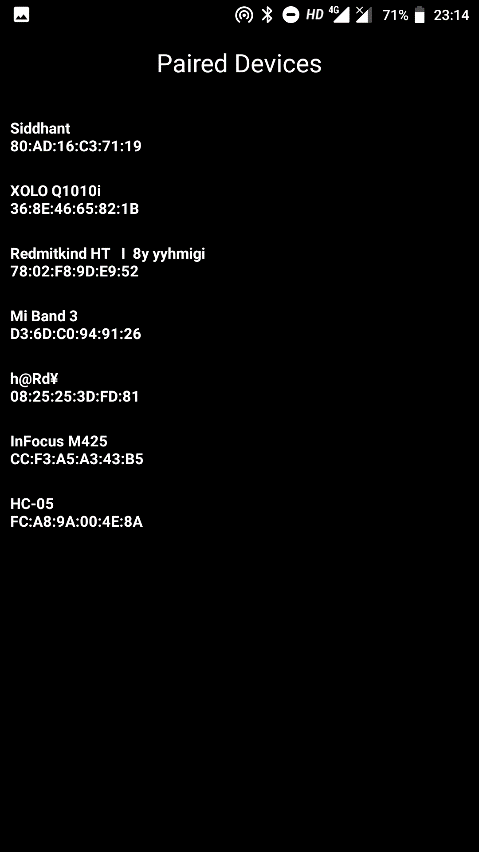 HD 4G 71% 23:14
Paired Devices
Siddhant
80:AD:16:C3:71:19
XOLO Q1010i
36:8E:46:65:82:1B
Redmitkind HT I 8y yyhmigi
78:02:F8:9D:E9:52
Mi Band 3
D3:6D:C0:94:91:26
h@Rd¥
08:25:25:3D:FD:81
InFocus M425
CC:F3:A5:A3:43:B5
HC-05
FC:A8:9A:00:4E:8A